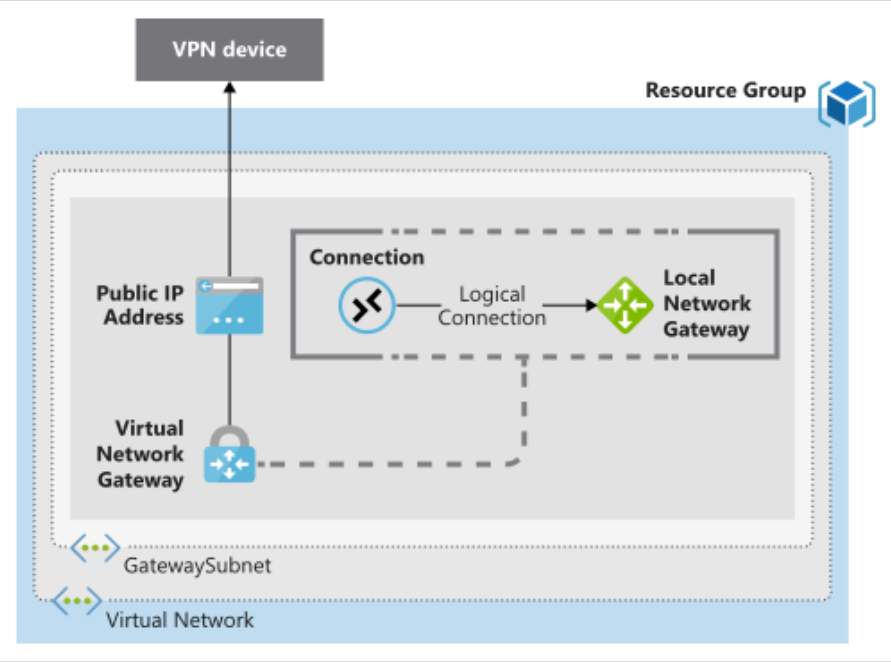 VPN device
Resource Group
Connection
Public IP
Address
Logical
Connection
Local
Network
Gateway
Virtual
Network
Gateway
GatewaySubnet
Virtual Network